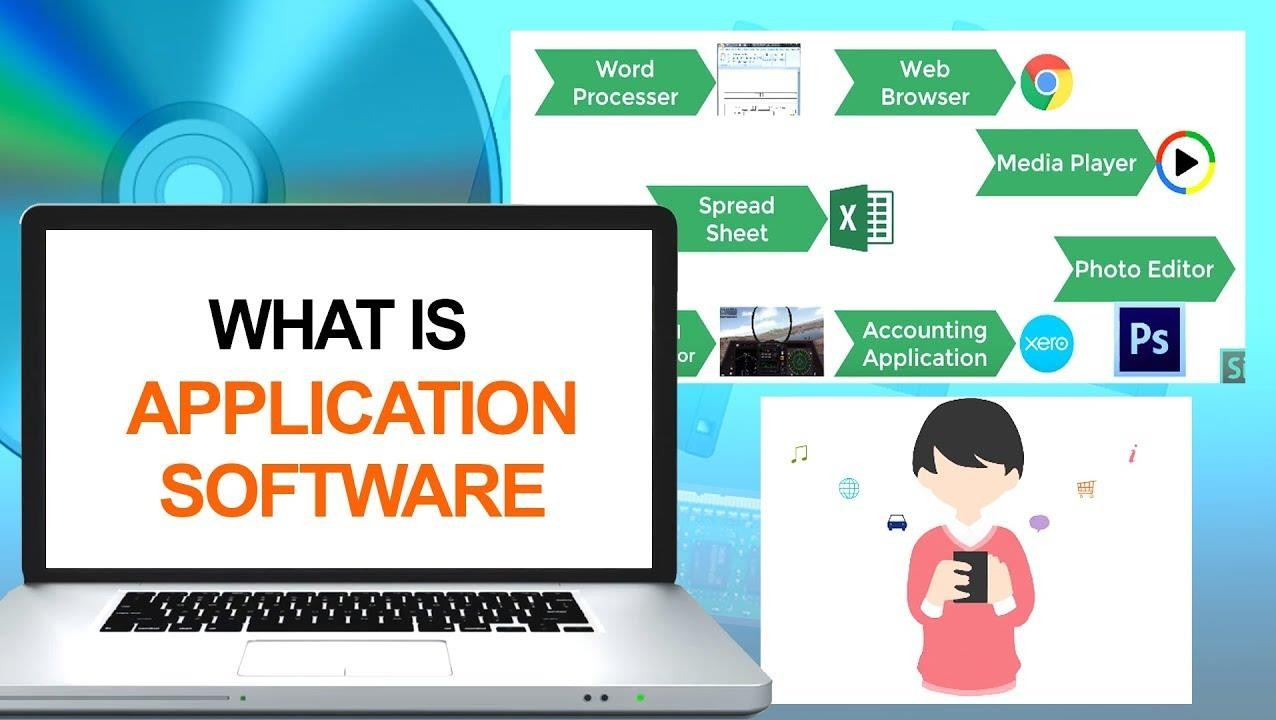 WHAT IS
APPLICATION
SOFTWARE
Word
Processer
Web
Browser
Media Player
Spread
Sheet
X
Photo Editor
Accounting
Application
xero
Ps
i